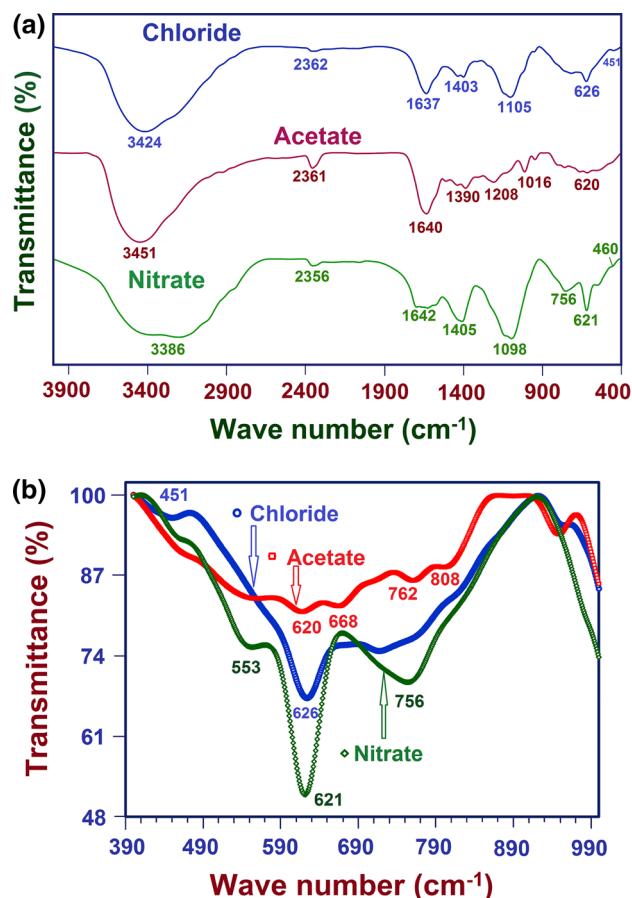 (a)
Transmittance (%)
Chloride
2362
451
1637
1403
1105
626
3424
Acetate
2361
1640
1390
1208
1016
620
3451
Nitrate
2356
460
1642
1405
1098
756
621
3386
3900 3400 2900 2400 1900 1400 900 400
Wave number (cm-1)
(b)
Transmittance (%)
100
87
74
61
48
451
Chloride
Acetate
762
808
620
668
553
626
756
Nitrate
621
390 490 590 690 790 890 990
Wave number (cm-1)